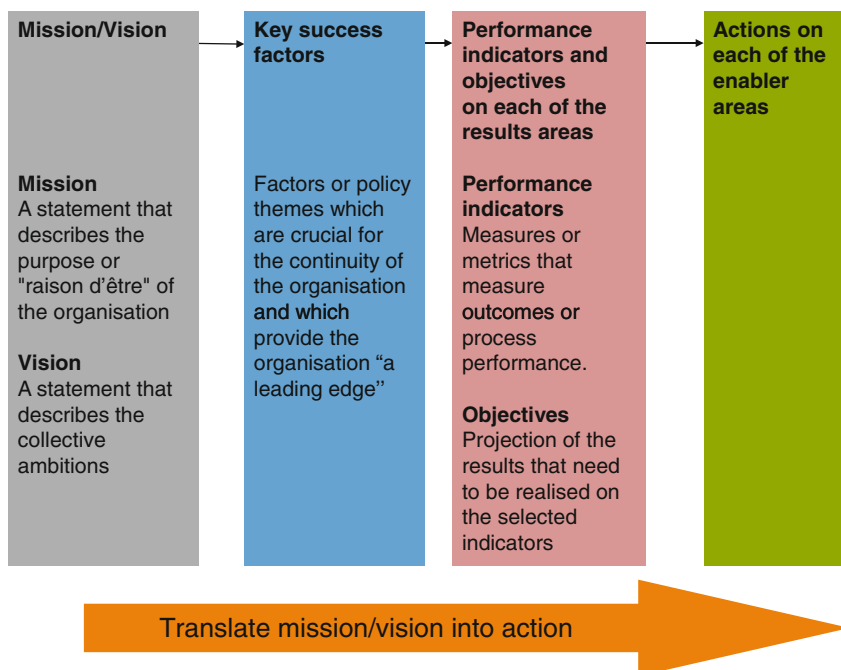 Mission/Vision
Mission
A statement that
describes the
purpose or
"raison d'être" of
the organisation
Vision
A statement that
describes the
collective
ambitions
Key success
factors
Factors or policy
themes which
are crucial for
the continuity of
the organisation
and which
provide the
organisation “a
leading edge’’
Performance
indicators and
objectives
on each of the
results areas
Performance
indicators
Measures or
metrics that
measure
outcomes or
process
performance.
Objectives
Projection of the
results that need
to be realised on
the selected
indicators
Actions on
each of the
enabler
areas
Translate mission/vision into action